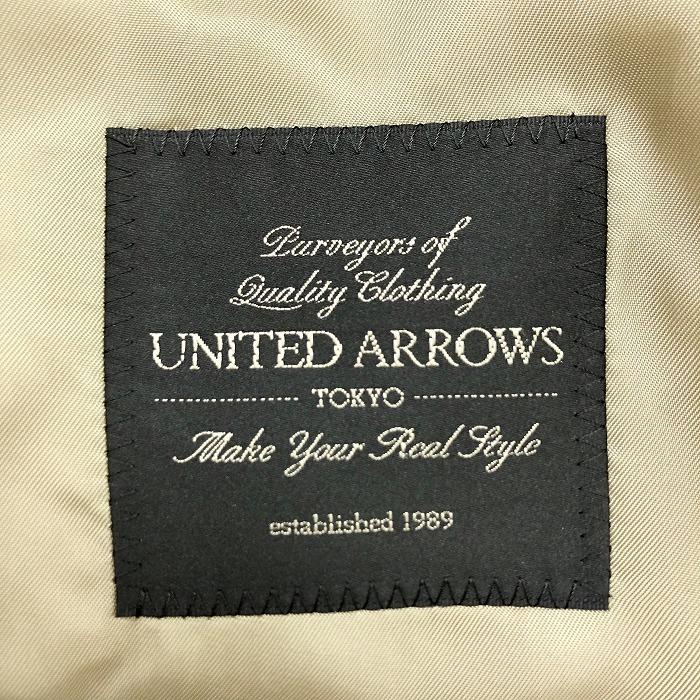 Purveyors of
Quality Clothing
UNITED ARROWS
TOKYO
Make Your Real Style
established 1989